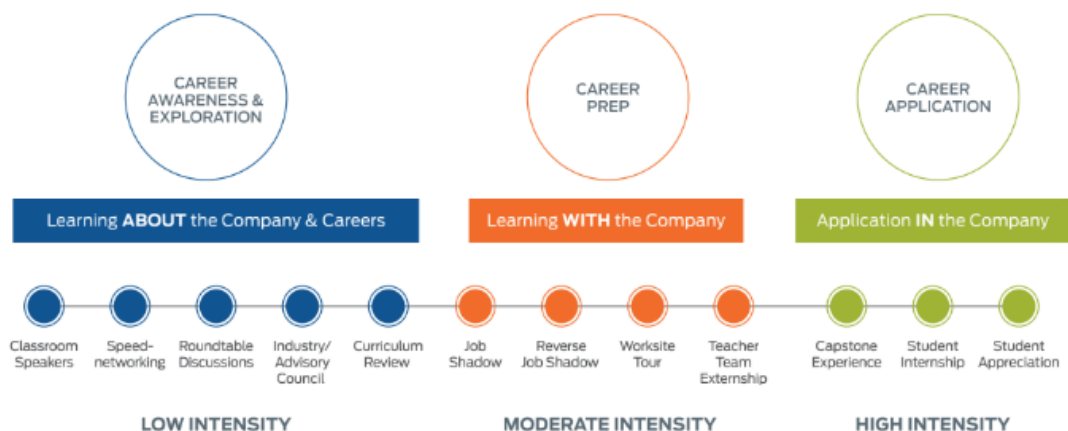 CAREER
AWARENESS &
EXPLORATION
CAREER
PREP
CAREER
APPLICATION
Learning ABOUT the Company & Careers
Learning WITH the Company
Application IN the Company
Classroom
Speakers
Speed-
networking
Roundtable
Discussions
Industry/
Advisory
Council
Curriculum
Review
Job
Shadow
Reverse
Job Shadow
Worksite
Tour
Teacher
Team
Externship
Capstone
Experience
Student
Internship
Student
Appreciation
LOW INTENSITY
MODERATE INTENSITY
HIGH INTENSITY